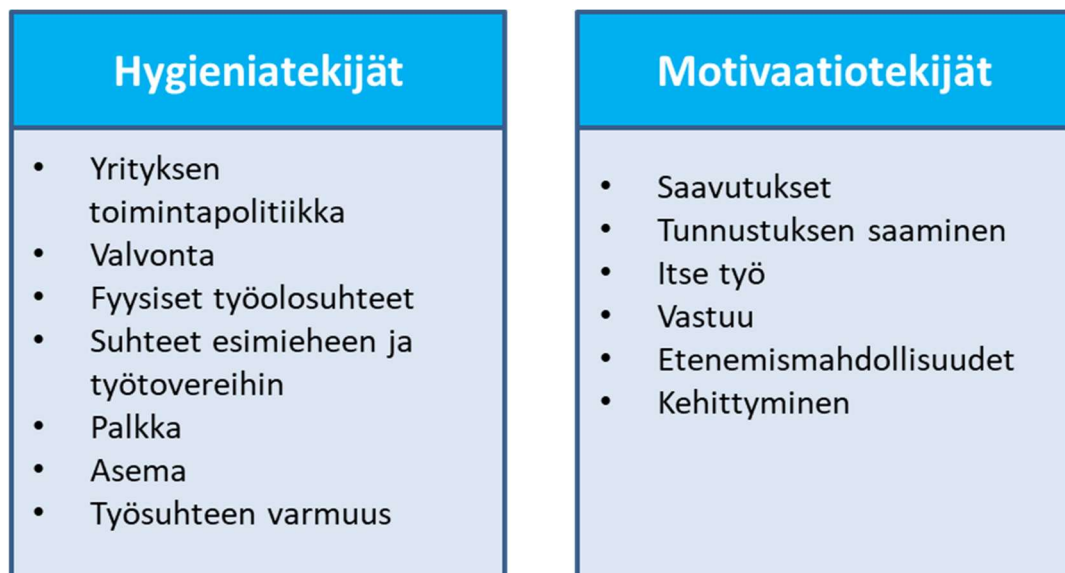 Hygieniatekijät
• Yrityksen
toimintapolitiikka
• Valvonta
• Fyysiset työolosuhteet
• Suhteet esimieheen ja
työtovereihin
• Palkka
• Asema
• Työsuhteen varmuus
Motivaatiotekijät
• Saavutukset
• Tunnustuksen saaminen
• Itse työ
• Vastuu
• Etenemismahdollisuudet
• Kehittyminen